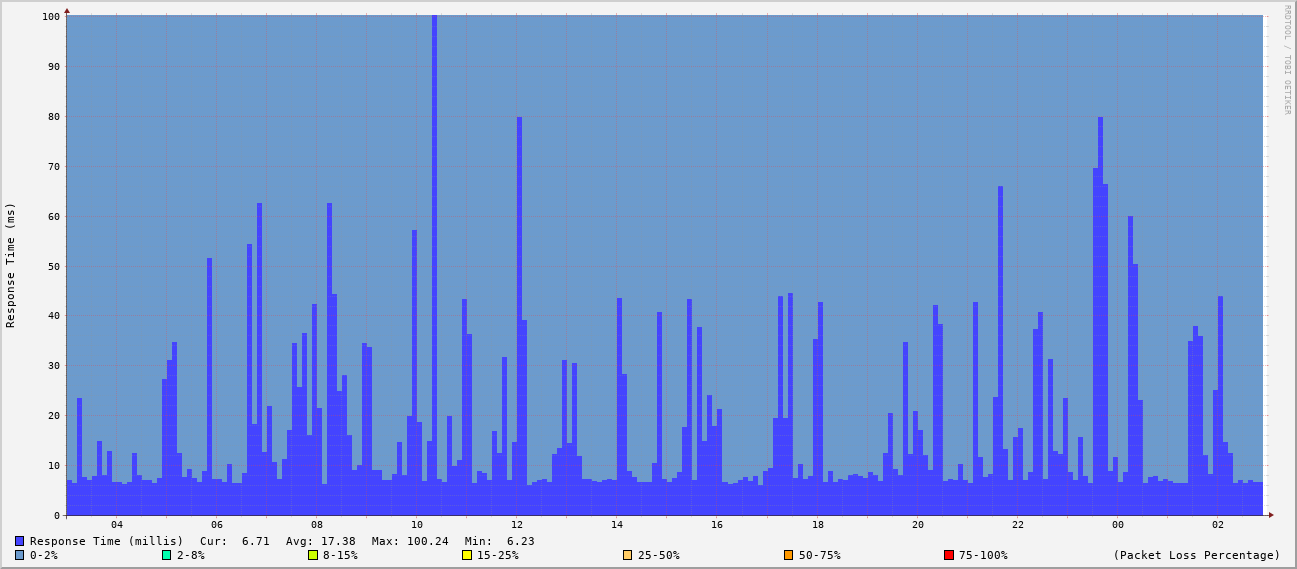 RRDTOOL / TOBI OETIKER
Response Time (ms)
100
90
80
70
60
50
40
30
20
10
0
04 06 08 10 12 14 16 18 20 22 00 02
Response Time (millis) Cur: 6.71 Avg: 17.38 Max: 100.24 Min: 6.23
0-2% 2-8% 8-15% 15-25% 25-50% 50-75% 75-100% (Packet Loss Percentage)